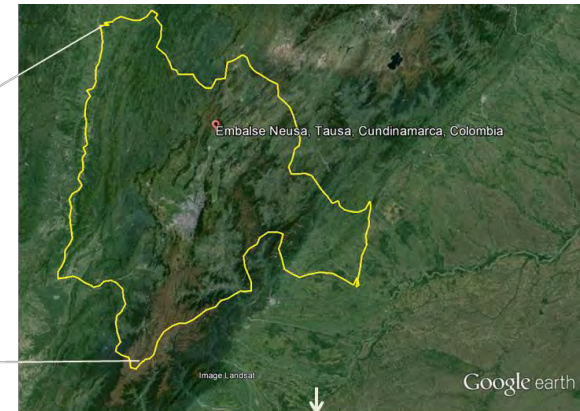 Embalse Neusa, Tausa, Cundinamarca, Colombia
Image Landsat
Google earth